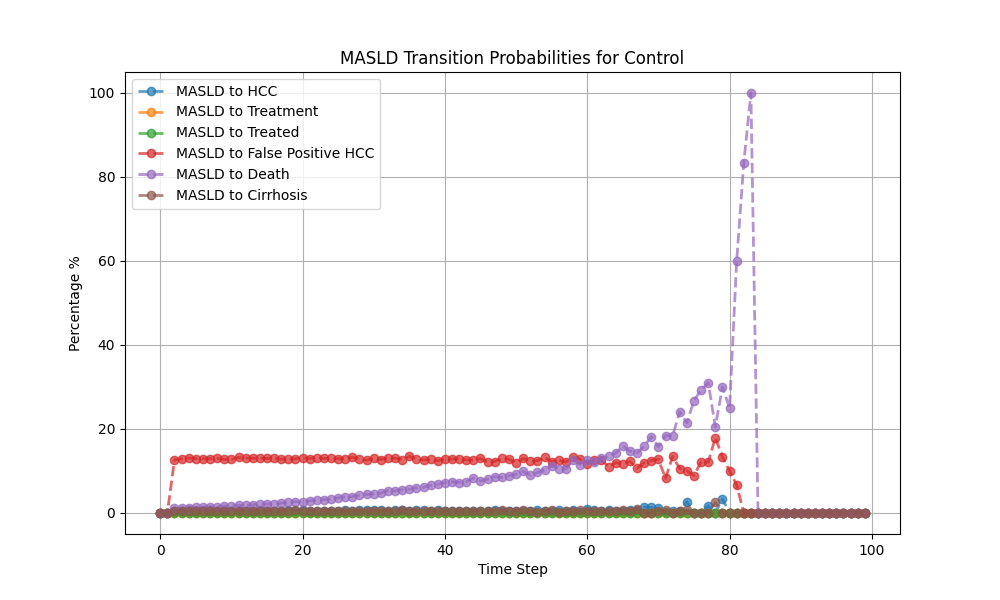 MASLD Transition Probabilities for Control
MASLD to HCC
MASLD to Treatment
MASLD to Treated
MASLD to False Positive HCC
MASLD to Death
MASLD to Cirrhosis
Percentage %
100
80
60
40
20
0
0 20 40 60 80 100
Time Step